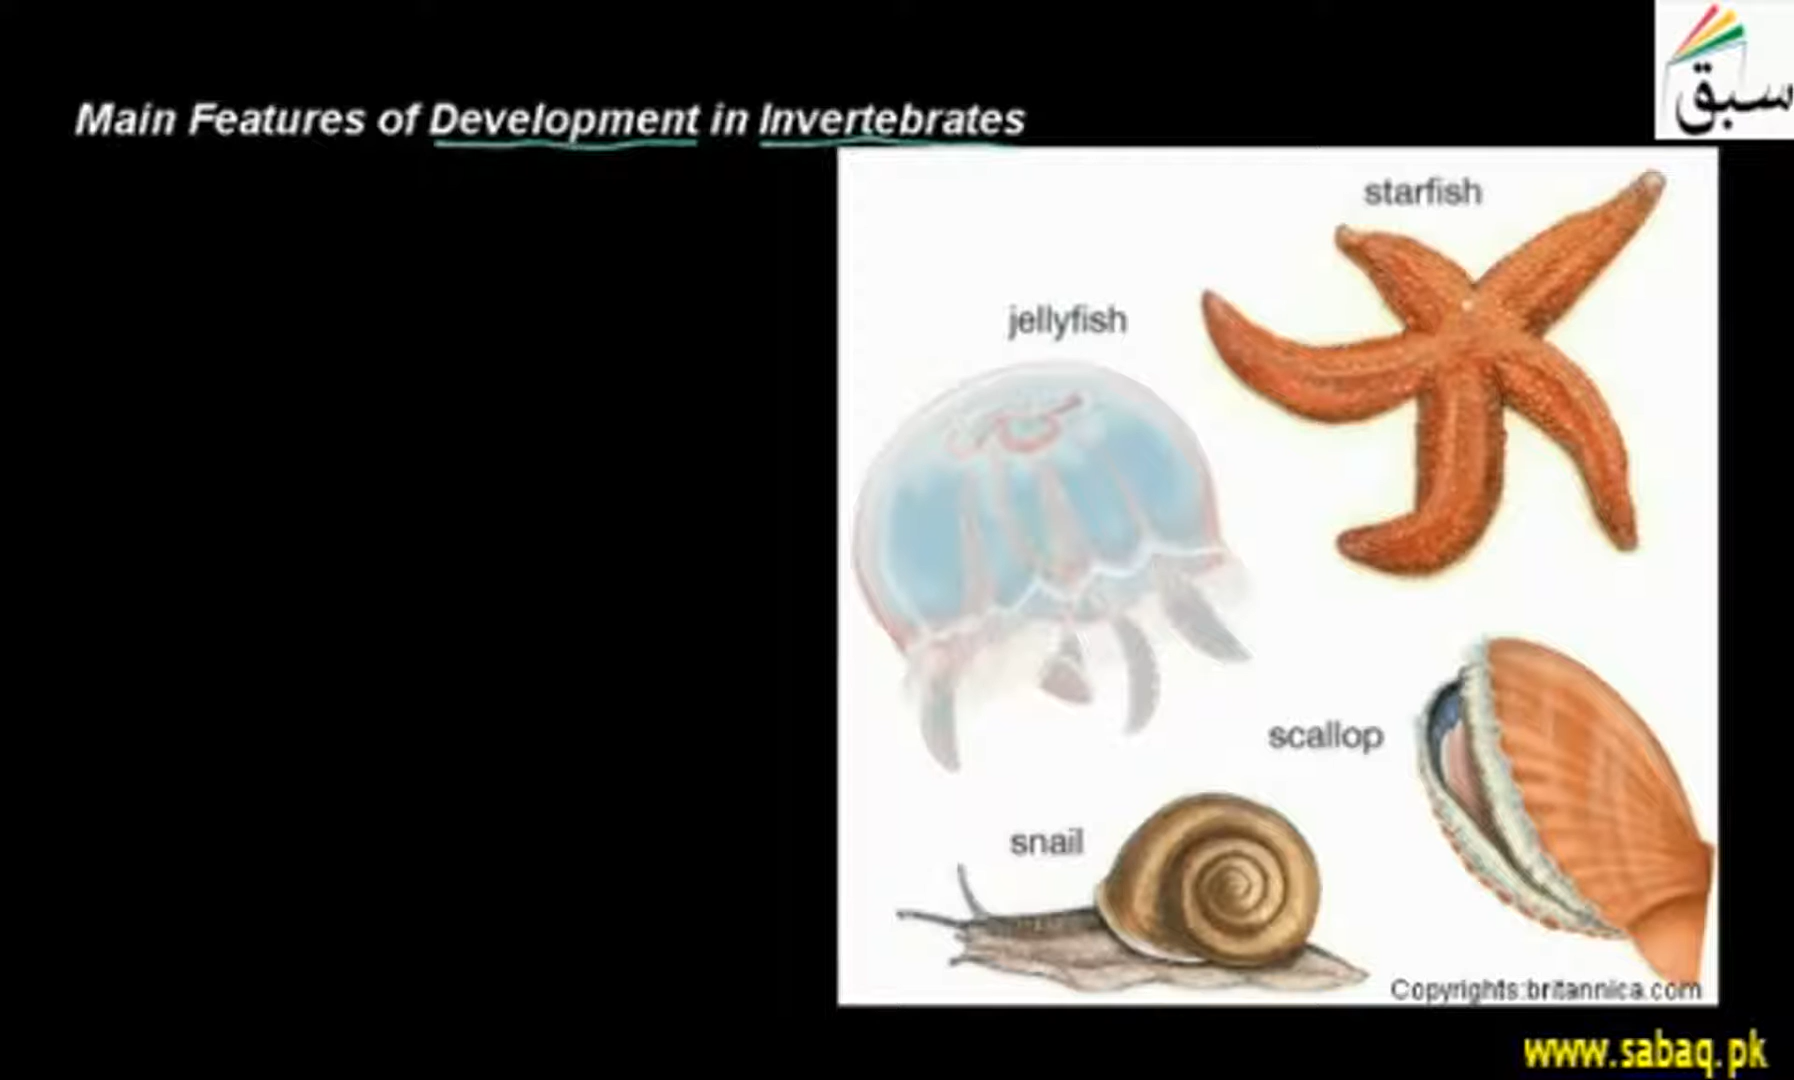 سبق
Main Features of Development in Invertebrates
starfish
jellyfish
scallop
snail
Copyrights:britannica.com
www.sabaq.pk